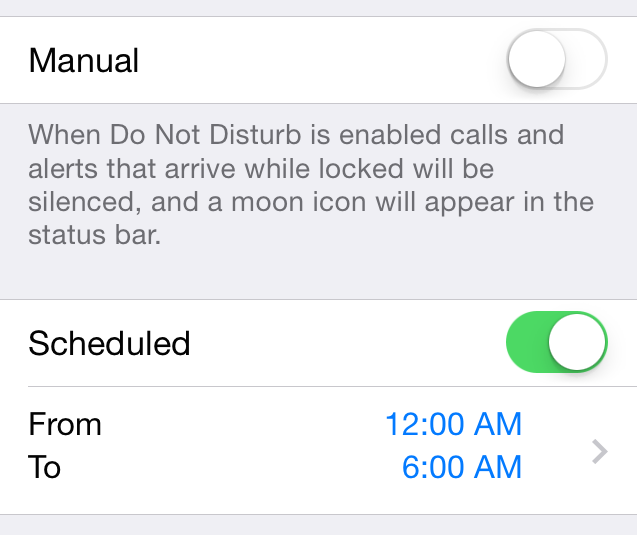 Manual
When Do Not Disturb is enabled calls and
alerts that arrive while locked will be
silenced, and a moon icon will appear in the
status bar.
Scheduled
From 12:00 AM
To 6:00 AM